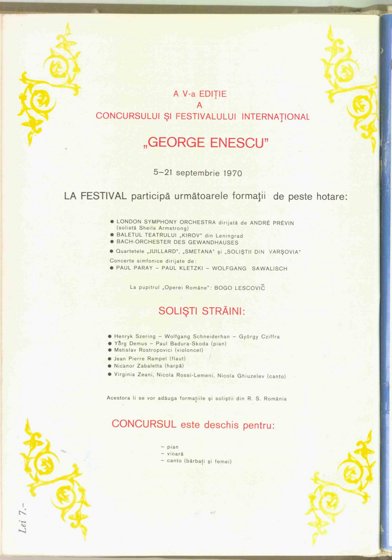 A V-a EDIȚIE
A
CONCURSULUI ȘI FESTIVALULUI INTERNAȚIONAL
„GEORGE ENESCU”
5–21 septembrie 1970
LA FESTIVAL participă următoarele formații de peste hotare:
● LONDON SYMPHONY ORCHESTRA dirijată de ANDRÉ PREVIN
(solistă Sheila Armstrong)
● BALETUL TEATRULUI „KIROV” din Leningrad
● BACH-ORCHESTER DES GEWANDHAUSES
● Quartetele „JUILLARD”, „SMETANA” și „SOLIȘTII DIN VARȘOVIA”
Concerte simfonice dirijate de:
● PAUL PARAY – PAUL KLETZKI – WOLFGANG SAWALISCH
La pupitrul „Operei Române”: BOGO LESCOVIČ
SOLIȘTI STRĂINI:
● Henryk Szering – Wolfgang Schneiderhan – György Cziffra
● Yörg Demus – Paul Badura-Skoda (pian)
● Mstislav Rostropovici (violoncel)
● Jean Pierre Rampal (flaut)
● Nicanor Zabaletta (harpă)
● Virginia Zeani, Nicola Rossi-Lemeni, Nicola Ghiuzelev (canto)
Acestora li se vor adăuga formațiile și soliștii din R. S. România
CONCURSUL este deschis pentru:
– pian
– vioară
– canto (bărbați și femei)
Lei 7.–